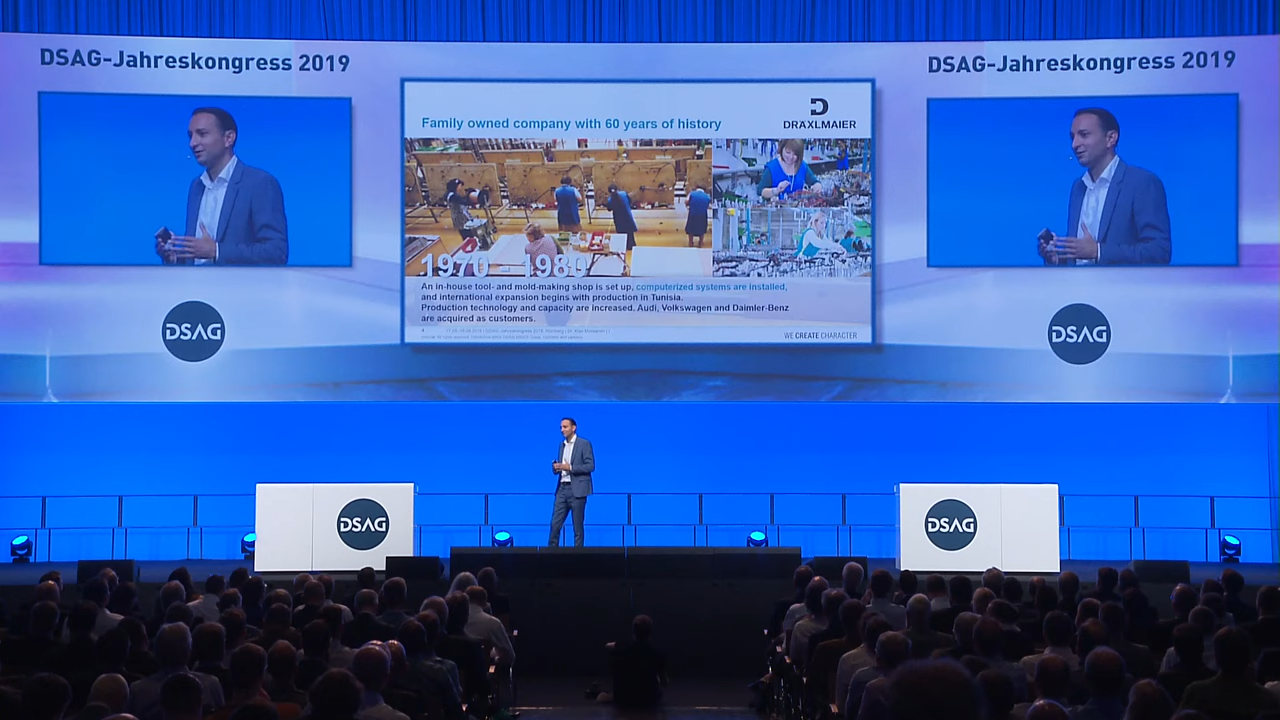 DSAG-Jahreskongress 2019
DSAG-Jahreskongress 2019
Family owned company with 60 years of history
DRÄXLMAIER
1970 - 1980
An in-house tool- and mold-making shop is set up, computerized systems are installed,
and international expansion begins with production in Tunisia.
Production technology and capacity are increased. Audi, Volkswagen and Daimler-Benz
are acquired as customers.
WE CREATE CHARACTER
DSAG
DSAG
DSAG
DSAG